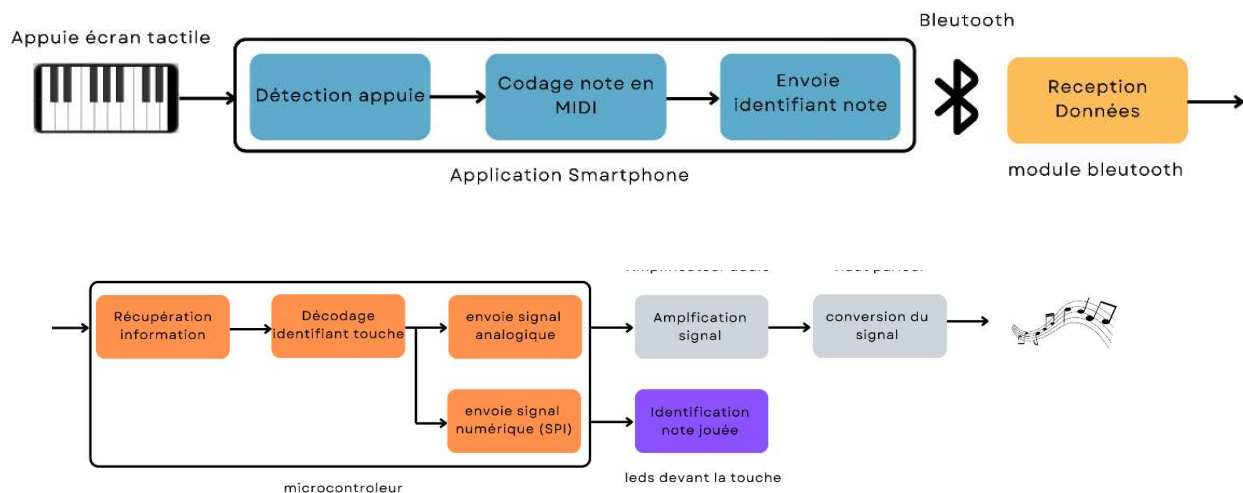 Bleutooth
Appuie écran tactile
Détection appuie
Codage note en
MIDI
Envoie
identifiant note
Reception
Données
Application Smartphone
module bleutooth
Récupération
information
Décodage
identifiant touche
envoie signal
analogique
Amplfication
signal
conversion du
signal
envoie signal
numérique (SPI)
Identification
note jouée
leds devant la touche
microcontroleur